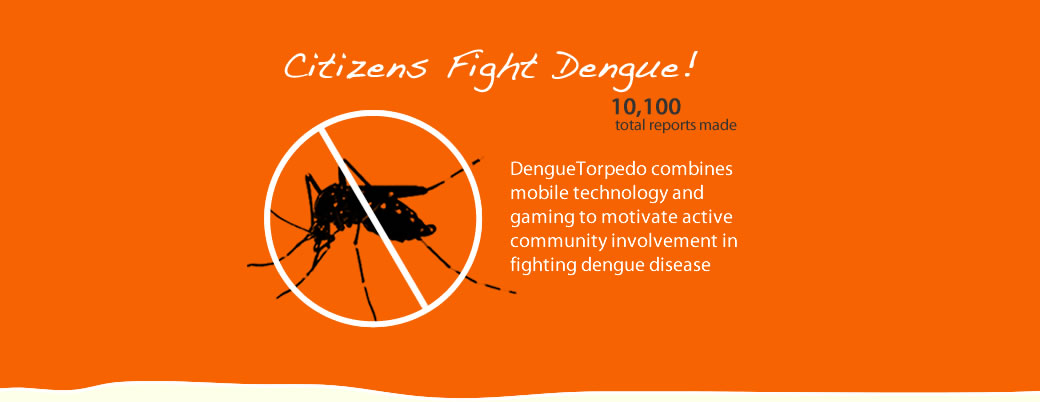 Citizens Fight Dengue!
10,100
total reports made
DengueTorpedo combines
mobile technology and
gaming to motivate active
community involvement in
fighting dengue disease